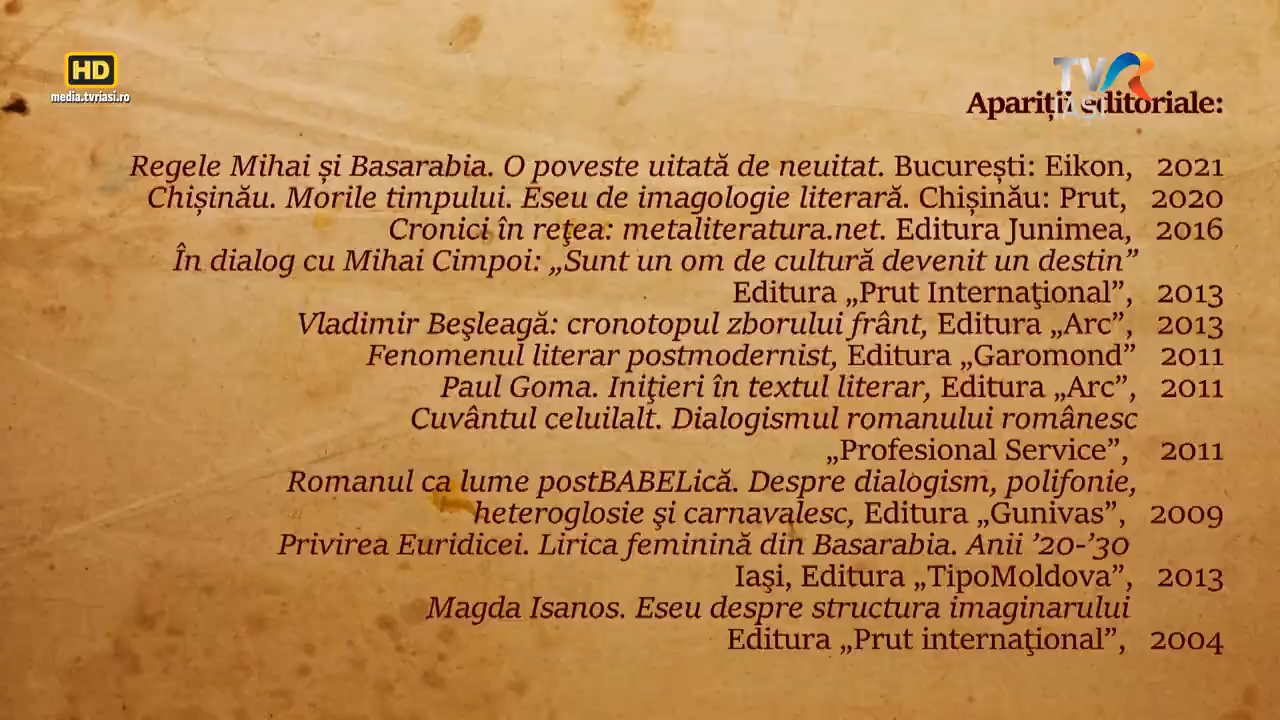 HD
media.tvriasi.ro
TVR
IAȘI
Apariții editoriale:
Regele Mihai și Basarabia. O poveste uitată de neuitat. București: Eikon, 2021
Chișinău. Morile timpului. Eseu de imagologie literară. Chișinău: Prut, 2020
Cronici în reţea: metaliteratura.net. Editura Junimea, 2016
În dialog cu Mihai Cimpoi: „Sunt un om de cultură devenit un destin”
Editura „Prut Internaţional”, 2013
Vladimir Beşleagă: cronotopul zborului frânt, Editura „Arc”, 2013
Fenomenul literar postmodernist, Editura „Garomond” 2011
Paul Goma. Iniţieri în textul literar, Editura „Arc”, 2011
Cuvântul celuilalt. Dialogismul romanului românesc
„Profesional Service”, 2011
Romanul ca lume postBABELică. Despre dialogism, polifonie,
heteroglosie şi carnavalesc, Editura „Gunivas”, 2009
Privirea Euridicei. Lirica feminină din Basarabia. Anii ’20-’30
Iaşi, Editura „TipoMoldova”, 2013
Magda Isanos. Eseu despre structura imaginarului
Editura „Prut internaţional”, 2004